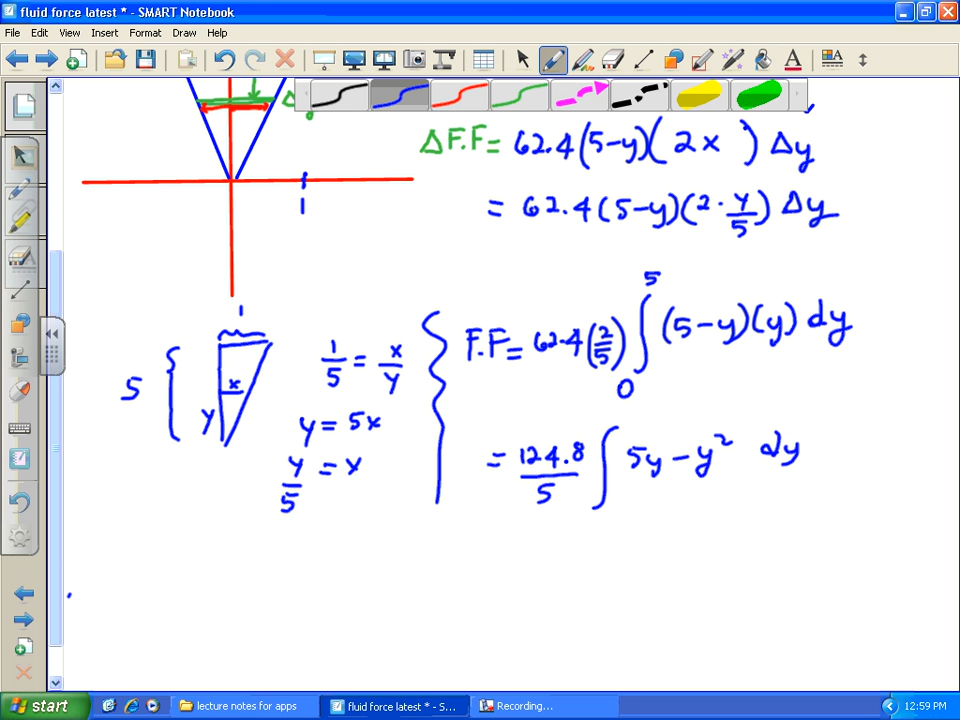 fluid force latest * - SMART Notebook
File Edit View Insert Format Draw Help
ΔF.F = 62.4(5-y)(2x ) Δy
= 62.4(5-y)(2·y/5) Δy
1
1
5
x
y
1/5 = x/y
y = 5x
y/5 = x
F.F = 62.4(2/5) ∫₀⁵ (5-y)(y) dy
= 124.8/5 ∫ 5y - y² dy
start
lecture notes for apps
fluid force latest * - S...
Recording...
12:59 PM